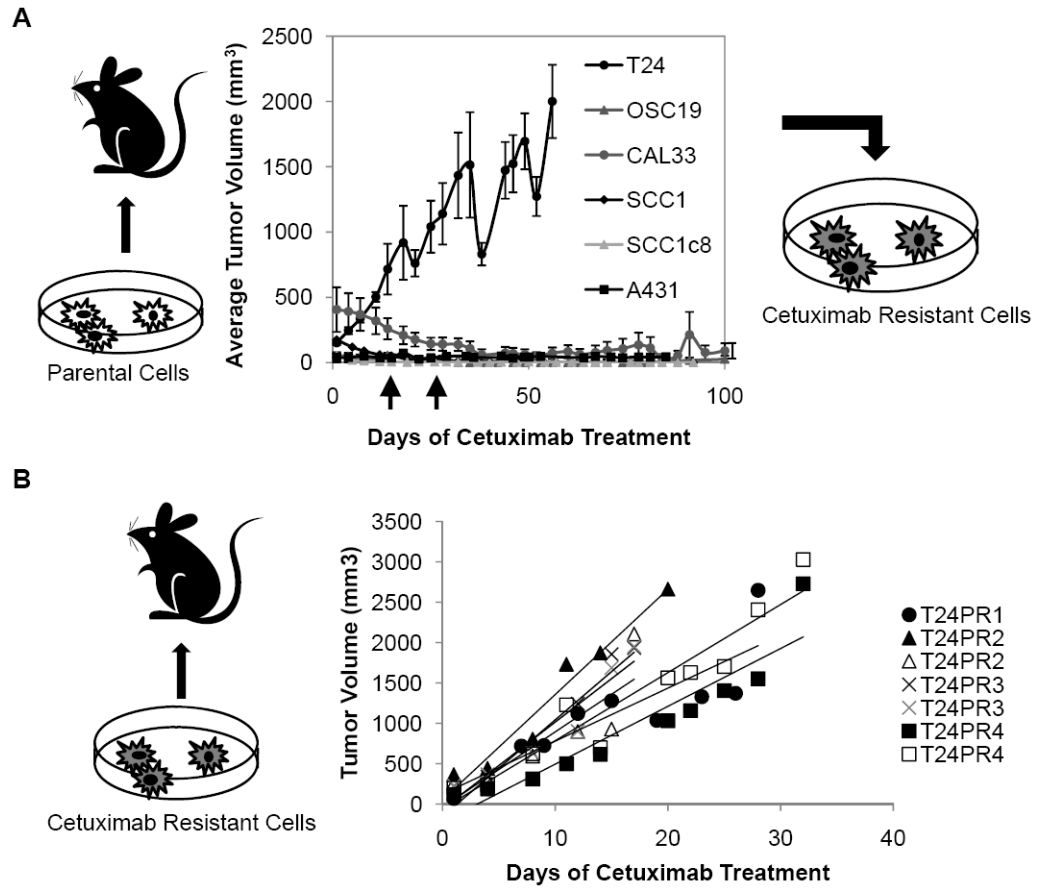 A
Average Tumor Volume (mm³)
2500
2000
1500
1000
500
0
0
50
100
Days of Cetuximab Treatment
T24
OSC19
CAL33
SCC1
SCC1c8
A431
Parental Cells
Cetuximab Resistant Cells
B
Cetuximab Resistant Cells
Tumor Volume (mm3)
3500
3000
2500
2000
1500
1000
500
0
0
10
20
30
40
Days of Cetuximab Treatment
T24PR1
T24PR2
T24PR2
T24PR3
T24PR3
T24PR4
T24PR4